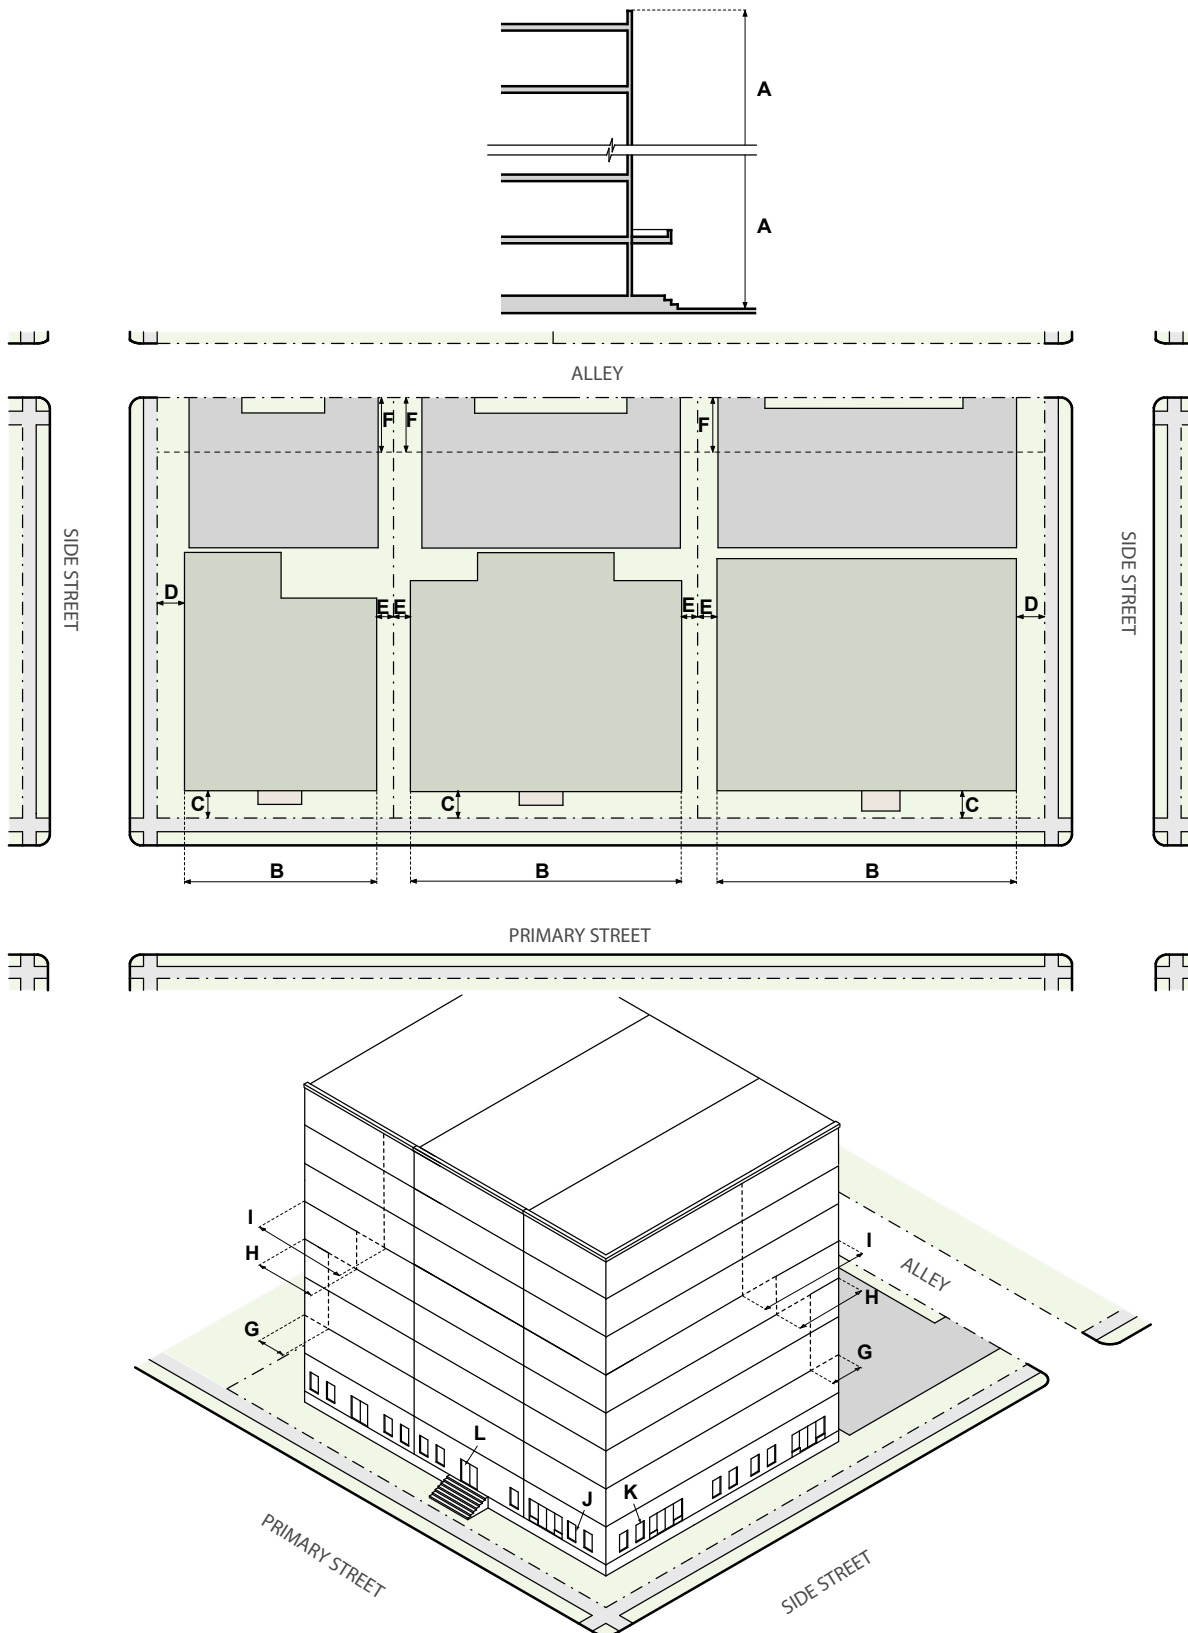 A
A
ALLEY
F F F
SIDE STREET
SIDE STREET
D E E E E D
C C C
B B B
PRIMARY STREET
I
H
G
I
H
G
ALLEY
L
J
K
PRIMARY STREET
SIDE STREET